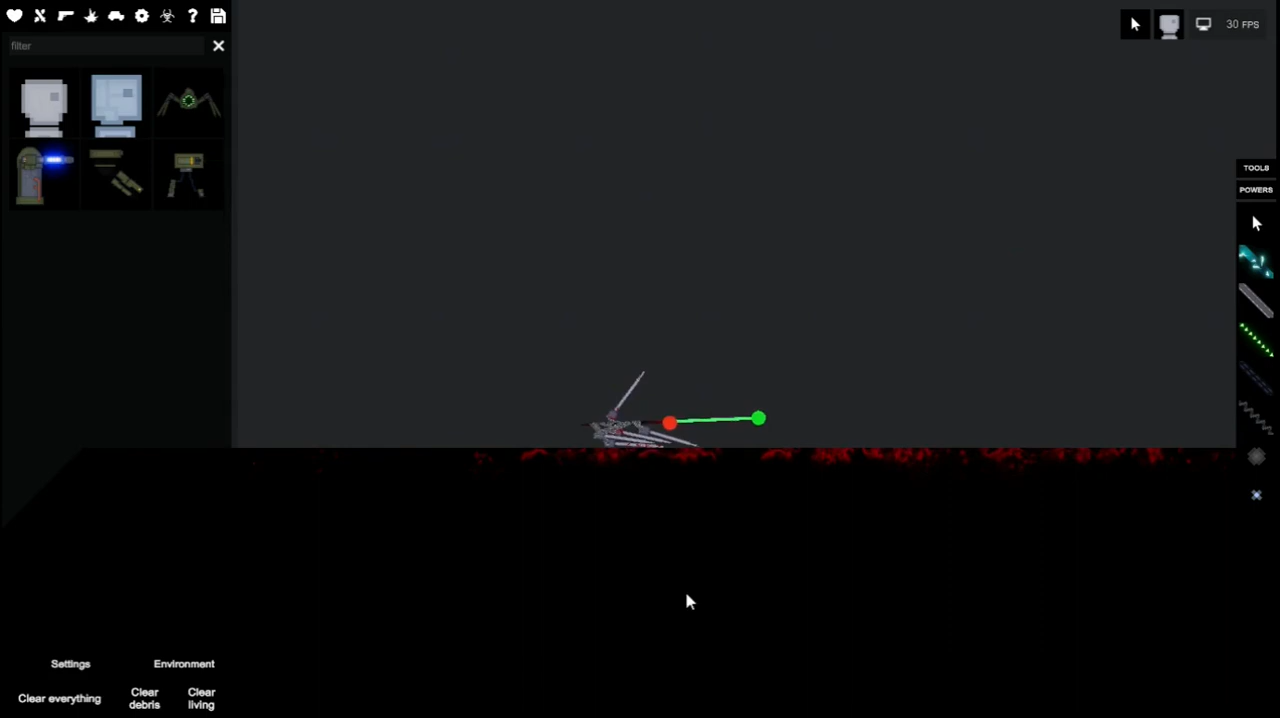 ?
filter
30 FPS
TOOLS
POWERS
Settings
Environment
Clear everything
Clear
debris
Clear
living